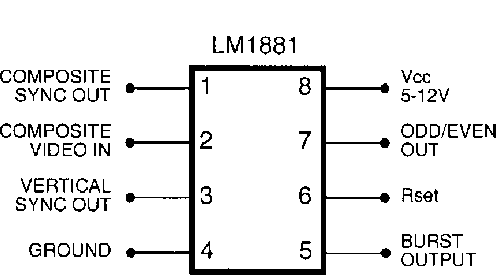 LM1881
COMPOSITE
SYNC OUT
1
8
Vcc
5-12V
COMPOSITE
VIDEO IN
2
7
ODD/EVEN
OUT
VERTICAL
SYNC OUT
3
6
Rset
GROUND
4
5
BURST
OUTPUT